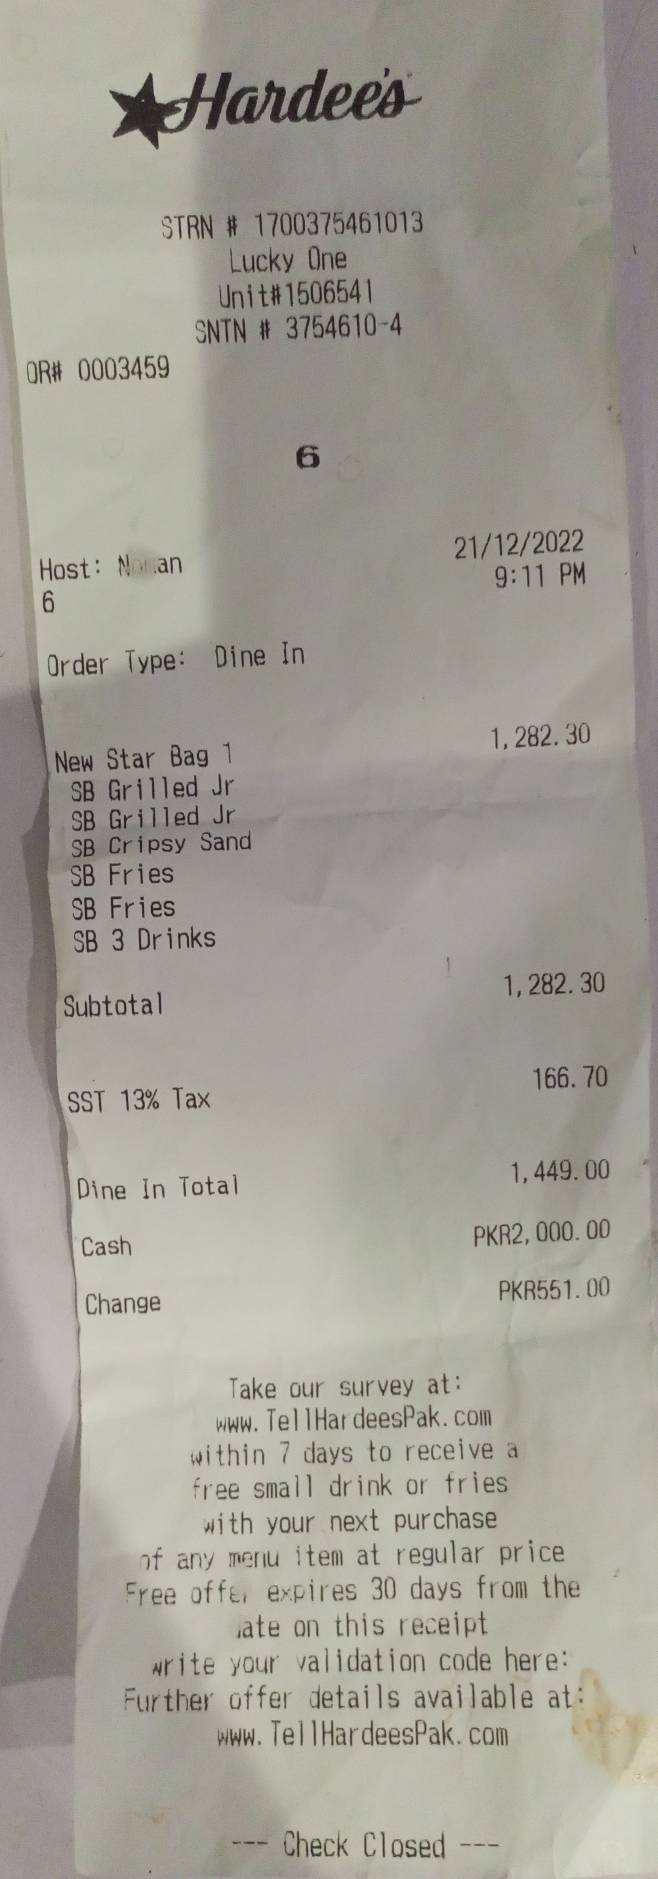 Hardee's
STRN # 1700375461013
Lucky One
Unit#1506541
SNTN # 3754610-4
OR# 0003459
6
21/12/2022
Host:
9:11 PM
6
Order Type: Dine In
New Star Bag 1 1,282.30
SB Grilled Jr
SB Grilled Jr
SB Cripsy Sand
SB Fries
SB Fries
SB 3 Drinks
Subtotal 1,282.30
SST 13% Tax 166.70
Dine In Total 1,449.00
Cash PKR2,000.00
Change PKR551.00
Take our survey at:
www.TellHardeesPak.com
within 7 days to receive a
free small drink or fries
with your next purchase
of any menu item at regular price
Free offer expires 30 days from the
ate on this receipt
write your validation code here:
Further offer details available at:
www.TellHardeesPak.com
--- Check Closed ---